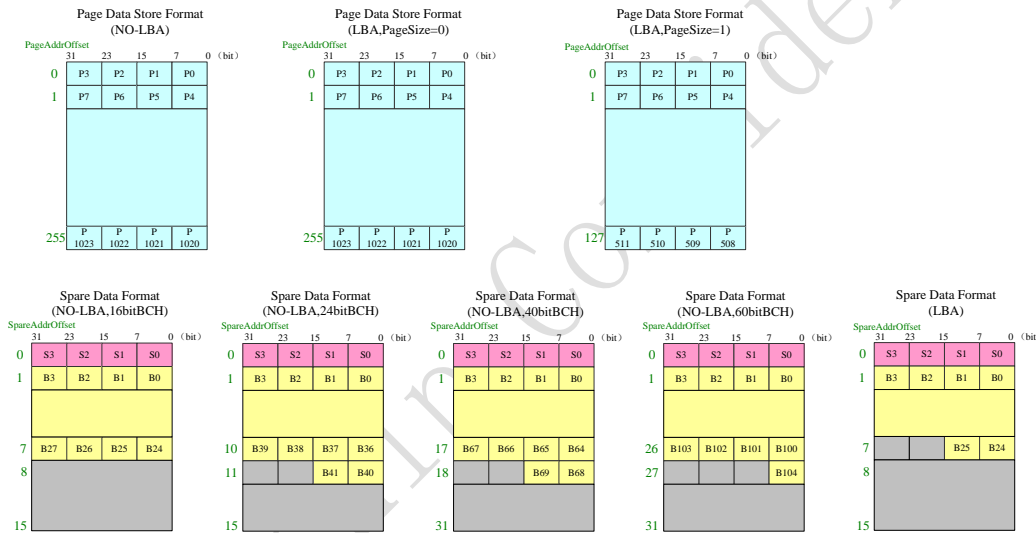 Page Data Store Format
(NO-LBA)
PageAddrOffset
31 23 15 7 0 (bit)
0 P3 P2 P1 P0
1 P7 P6 P5 P4
255 P 1023 P 1022 P 1021 P 1020
Page Data Store Format
(LBA,PageSize=0)
PageAddrOffset
31 23 15 7 0 (bit)
0 P3 P2 P1 P0
1 P7 P6 P5 P4
255 P 1023 P 1022 P 1021 P 1020
Page Data Store Format
(LBA,PageSize=1)
PageAddrOffset
31 23 15 7 0 (bit)
0 P3 P2 P1 P0
1 P7 P6 P5 P4
127 P 511 P 510 P 509 P 508
Spare Data Format
(NO-LBA,16bitBCH)
SpareAddrOffset
31 23 15 7 0 (bit)
0 S3 S2 S1 S0
1 B3 B2 B1 B0
7 B27 B26 B25 B24
8
15
Spare Data Format
(NO-LBA,24bitBCH)
SpareAddrOffset
31 23 15 7 0 (bit)
0 S3 S2 S1 S0
1 B3 B2 B1 B0
10 B39 B38 B37 B36
11 B41 B40
15
Spare Data Format
(NO-LBA,40bitBCH)
SpareAddrOffset
31 23 15 7 0 (bit)
0 S3 S2 S1 S0
1 B3 B2 B1 B0
17 B67 B66 B65 B64
18 B69 B68
31
Spare Data Format
(NO-LBA,60bitBCH)
SpareAddrOffset
31 23 15 7 0 (bit)
0 S3 S2 S1 S0
1 B3 B2 B1 B0
26 B103 B102 B101 B100
27 B104
31
Spare Data Format
(LBA)
SpareAddrOffset
31 23 15 7 0 (bit
0 S3 S2 S1 S0
1 B3 B2 B1 B0
7 B25 B24
8
15